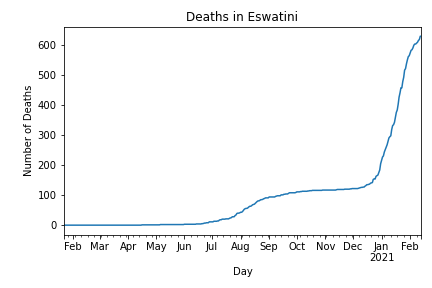 Deaths in Eswatini
Number of Deaths
600
500
400
300
200
100
0
Feb Mar Apr May Jun Jul Aug Sep Oct Nov Dec Jan Feb
2021
Day